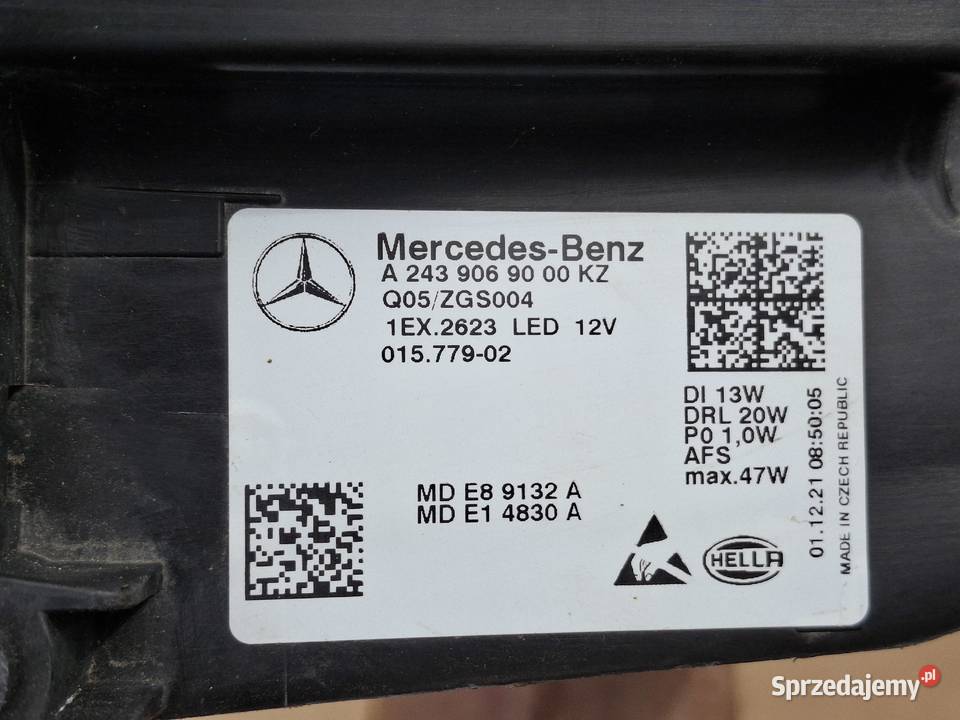 Mercedes-Benz
A 243 906 90 00 KZ
Q05/ZGS004
1EX.2623 LED 12V
015.779-02
DI 13W
DRL 20W
P0 1,0W
AFS
max.47W
01.12.21 08:50:05
MADE IN CZECH REPUBLIC
MD E8 9132 A
MD E1 4830 A
HELLA
Sprzedajemy.pl